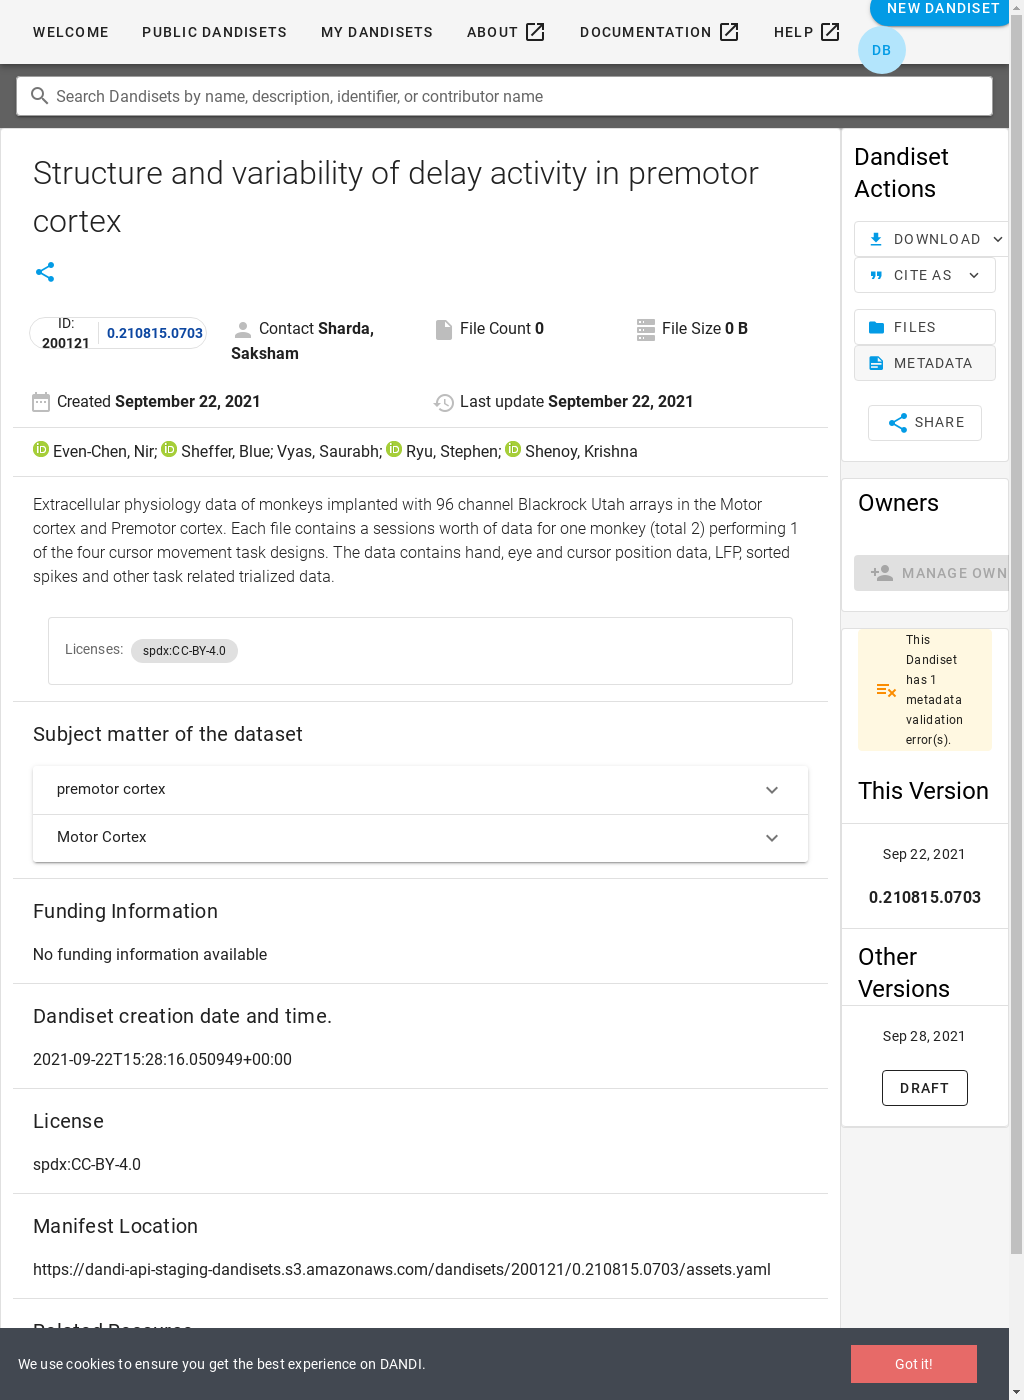 WELCOME PUBLIC DANDISETS MY DANDISETS ABOUT DOCUMENTATION HELP NEW DANDISET
DB
Search Dandisets by name, description, identifier, or contributor name
Structure and variability of delay activity in premotor
cortex
ID:
200121
0.210815.0703
Contact Sharda,
Saksham
File Count 0
File Size 0 B
Created September 22, 2021
Last update September 22, 2021
Even-Chen, Nir; Sheffer, Blue; Vyas, Saurabh; Ryu, Stephen; Shenoy, Krishna
Extracellular physiology data of monkeys implanted with 96 channel Blackrock Utah arrays in the Motor
cortex and Premotor cortex. Each file contains a sessions worth of data for one monkey (total 2) performing 1
of the four cursor movement task designs. The data contains hand, eye and cursor position data, LFP, sorted
spikes and other task related trialized data.
Licenses: spdx:CC-BY-4.0
Subject matter of the dataset
premotor cortex
Motor Cortex
Funding Information
No funding information available
Dandiset creation date and time.
2021-09-22T15:28:16.050949+00:00
License
spdx:CC-BY-4.0
Manifest Location
https://dandi-api-staging-dandisets.s3.amazonaws.com/dandisets/200121/0.210815.0703/assets.yaml
Dandiset
Actions
DOWNLOAD
CITE AS
FILES
METADATA
SHARE
Owners
MANAGE OWN
This
Dandiset
has 1
metadata
validation
error(s).
This Version
Sep 22, 2021
0.210815.0703
Other
Versions
Sep 28, 2021
DRAFT
We use cookies to ensure you get the best experience on DANDI.
Got it!